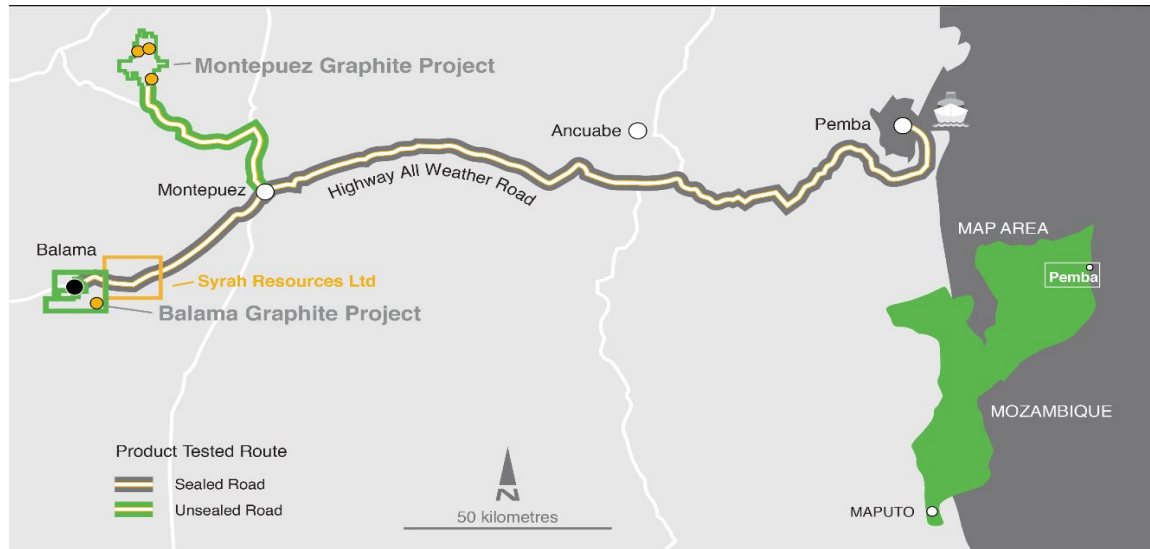 Montepuez Graphite Project
Ancuabe
Pemba
Montepuez
Highway All Weather Road
Balama
Syrah Resources Ltd
Balama Graphite Project
MAP AREA
Pemba
MOZAMBIQUE
Product Tested Route
Sealed Road
Unsealed Road
N
50 kilometres
MAPUTO